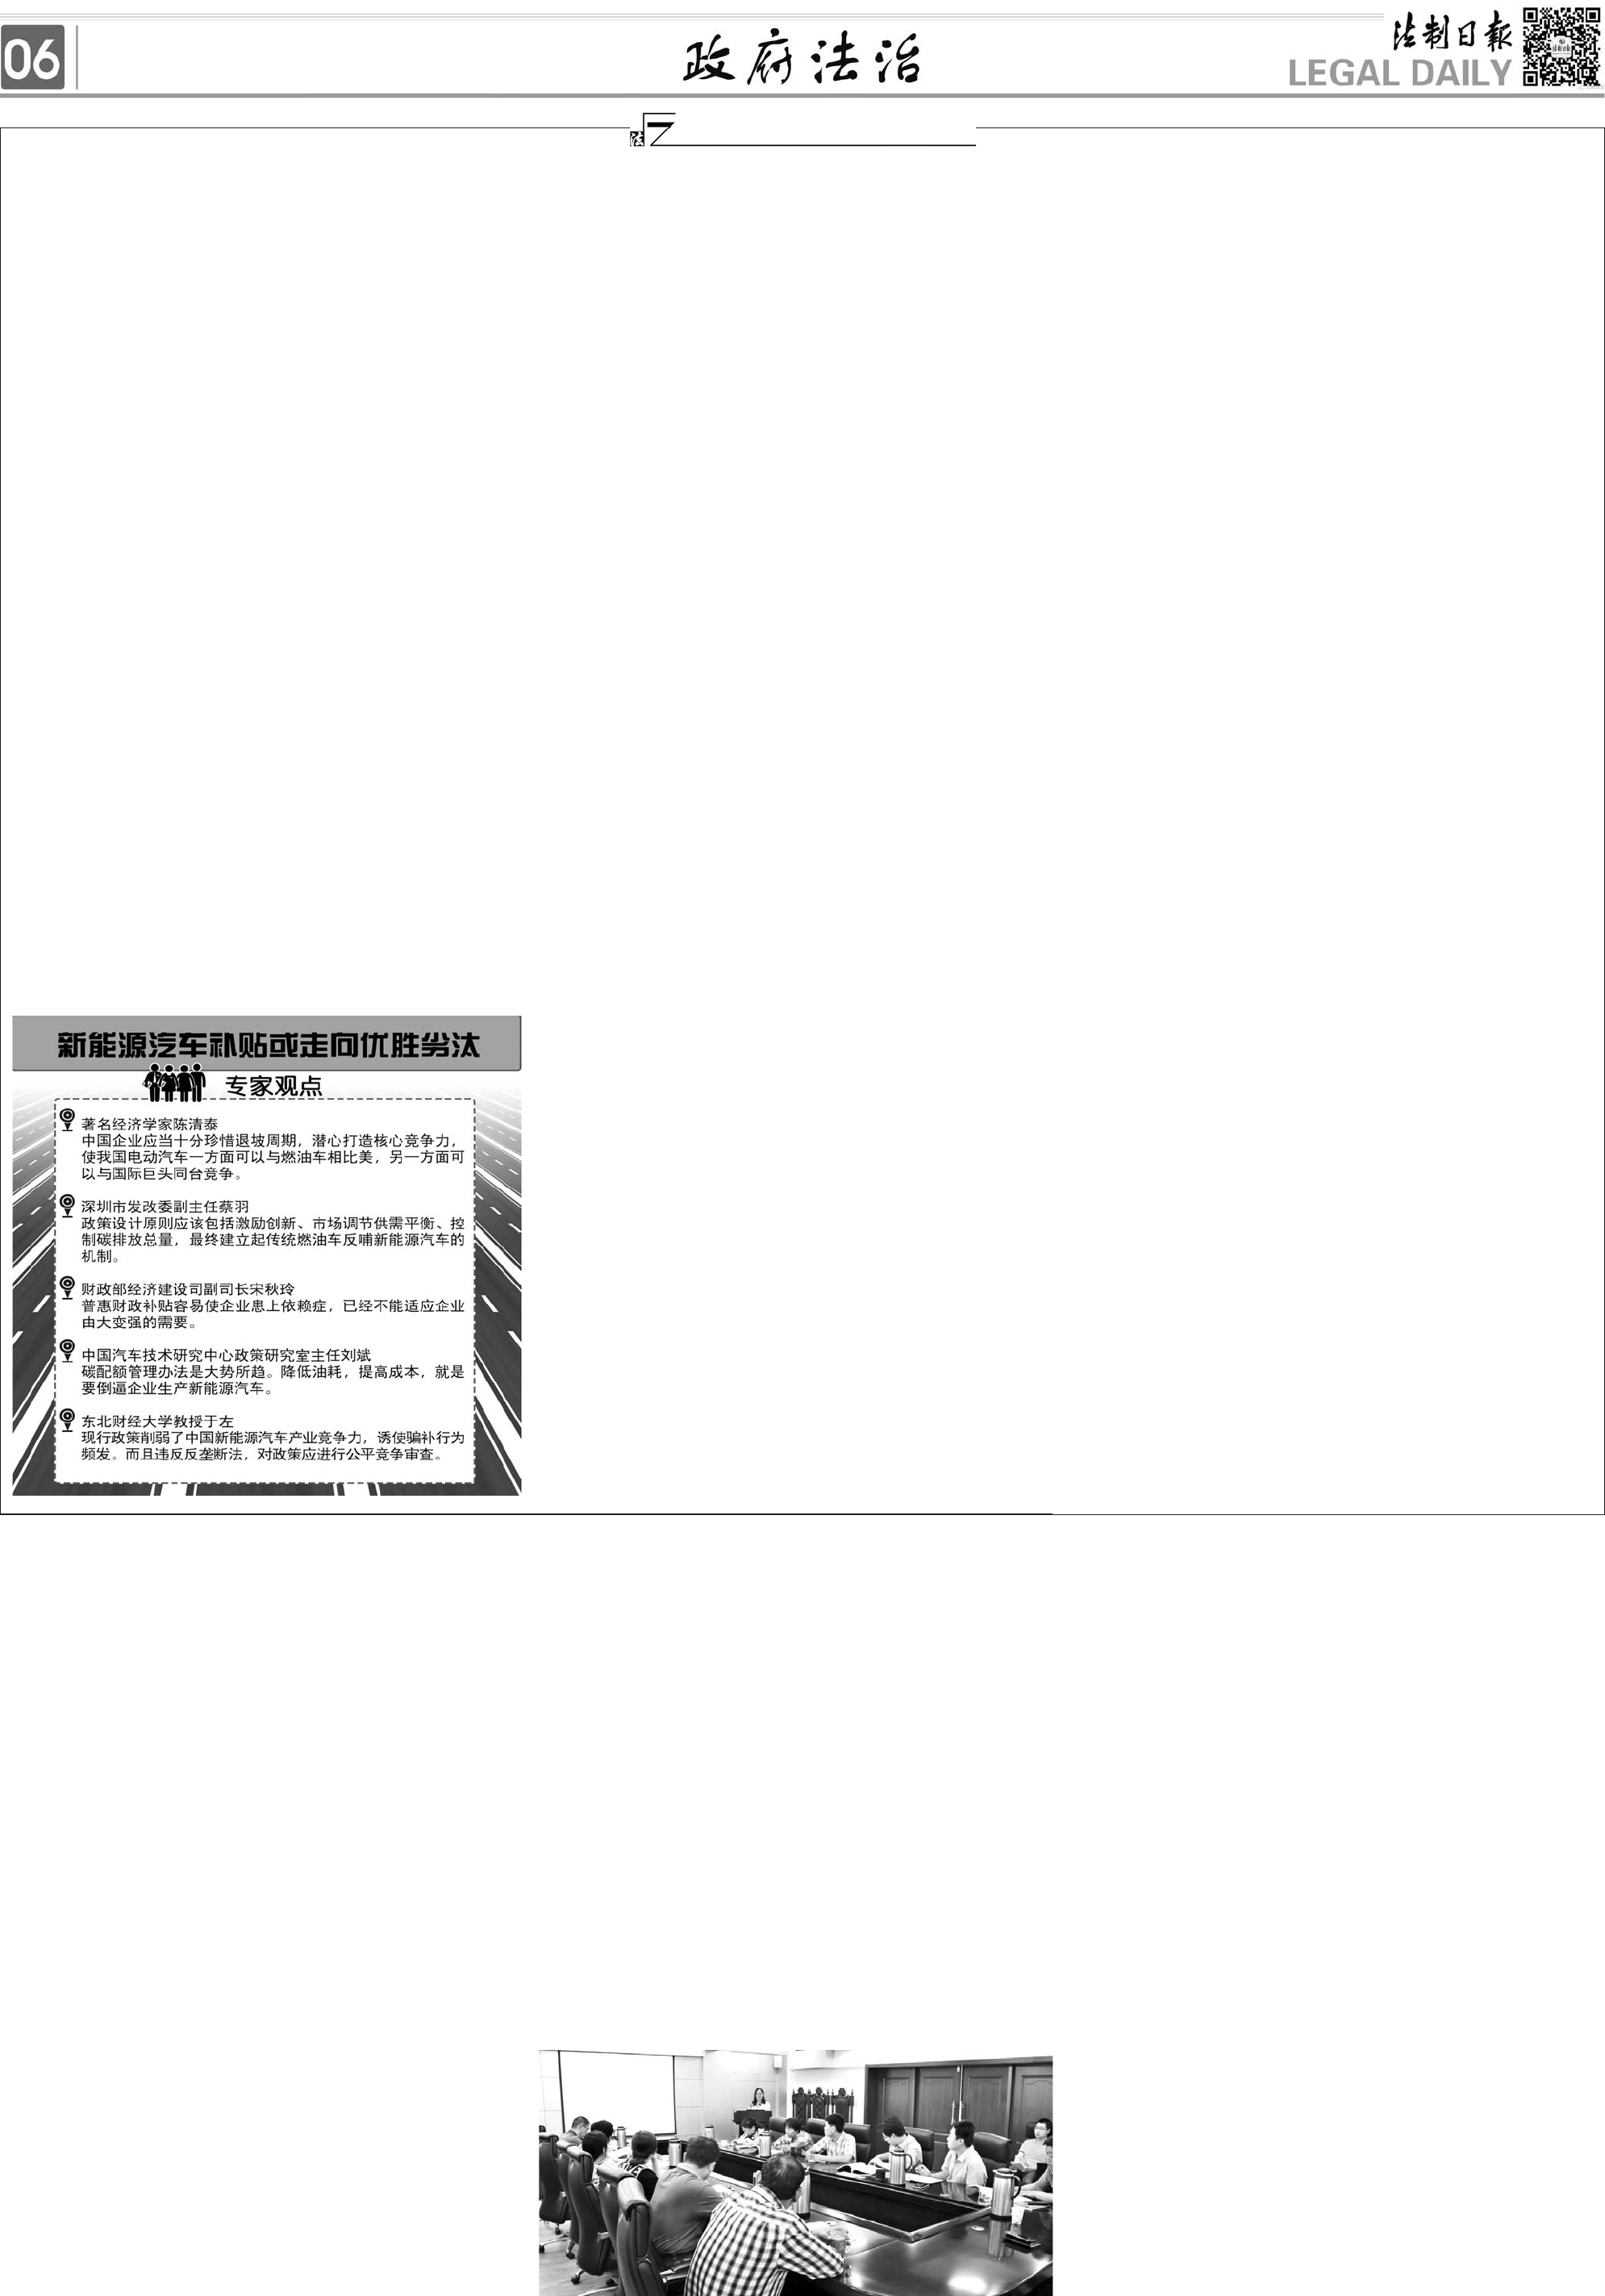 06
政府法治
法制日報
LEGAL DAILY
法
新能源汽车补贴或走向优胜劣汰
专家观点
著名经济学家陈清泰
中国企业应当十分珍惜退坡周期，潜心打造核心竞争力，
使我国电动汽车一方面可以与燃油车相比美，另一方面可
以与国际巨头同台竞争。
深圳市发改委副主任蔡羽
政策设计原则应该包括激励创新、市场调节供需平衡、控
制碳排放总量，最终建立起传统燃油车反哺新能源汽车的
机制。
财政部经济建设司副司长宋秋玲
普惠财政补贴容易使企业患上依赖症，已经不能适应企业
由大变强的需要。
中国汽车技术研究中心政策研究室主任刘斌
碳配额管理办法是大势所趋。降低油耗，提高成本，就是
要倒逼企业生产新能源汽车。
东北财经大学教授于左
现行政策削弱了中国新能源汽车产业竞争力，诱使骗补行为
频发。而且违反反垄断法，对政策应进行公平竞争审查。